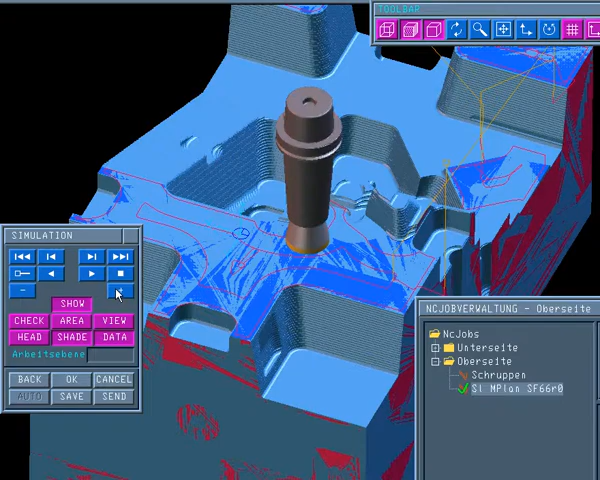 TOOLBAR
SIMULATION
SHOW
CHECK AREA VIEW
HEAD SHADE DATA
Arbeitsebene
BACK OK CANCEL
AUTO SAVE SEND
NCJOBVERWALTUNG - Oberseite
NcJobs
Unterseite
Oberseite
Schruppen
Sl MPlan SF66r0